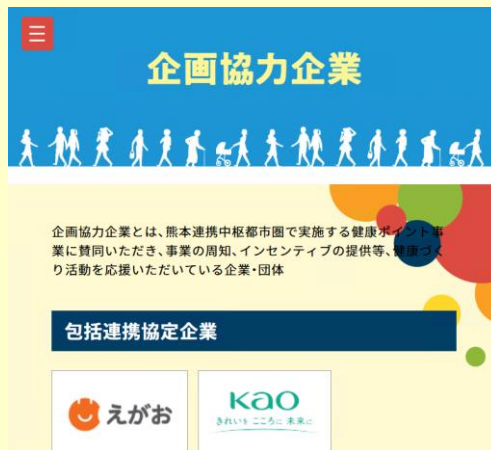 企画協力企業
企画協力企業とは、熊本連携中枢都市圏で実施する健康ポイント事
業に賛同いただき、事業の周知、インセンティブの提供等、健康づく
り活動を応援いただいている企業・団体
包括連携協定企業
えがお
Kao
きれいを こころに 未来に